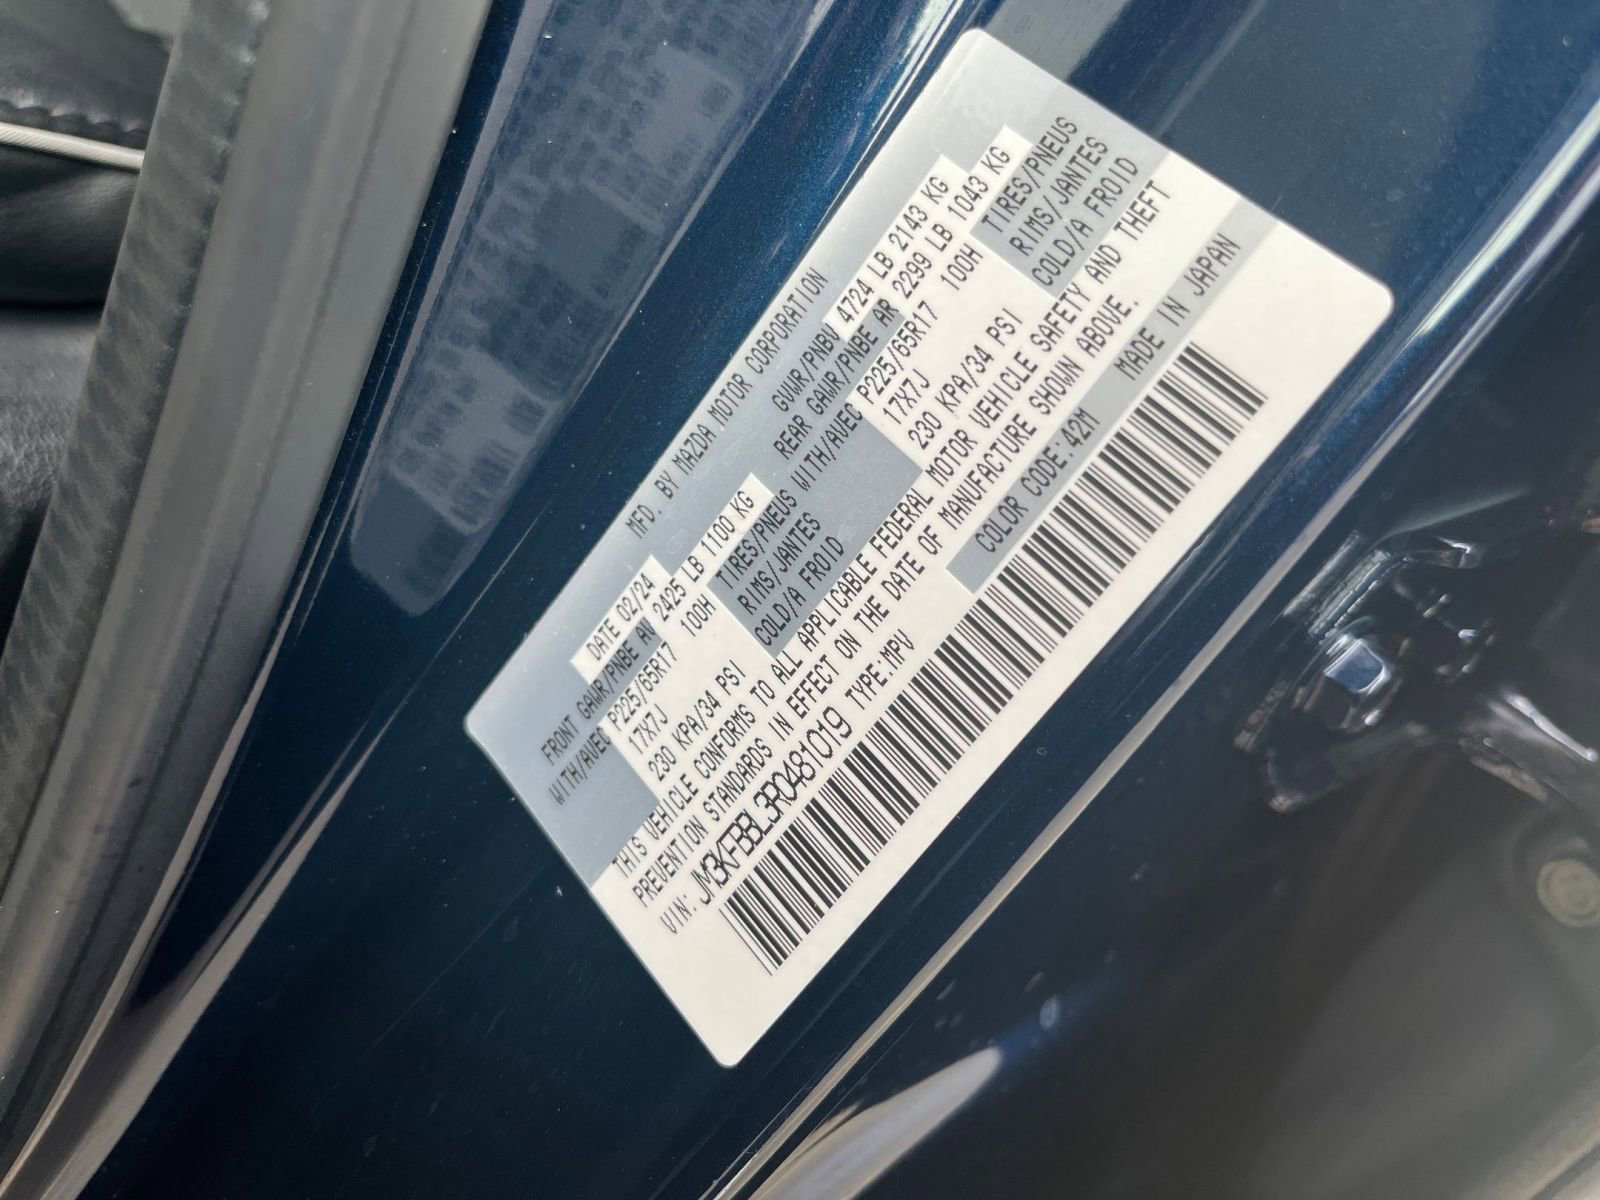 MFD. BY MAZDA MOTOR CORPORATION
DATE 02/24 GVWR/PNBV 4724 LB 2143 KG
FRONT GAWR/PNBE AV 2425 LB 1100 KG REAR GAWR/PNBE AR 2299 LB 1043 KG
WITH/AVEC P225/65R17 100H TIRES/PNEUS WITH/AVEC P225/65R17 100H TIRES/PNEUS
17X7J RIMS/JANTES 17X7J RIMS/JANTES
230 KPA/34 PSI COLD/A FROID 230 KPA/34 PSI COLD/A FROID
THIS VEHICLE CONFORMS TO ALL APPLICABLE FEDERAL MOTOR VEHICLE SAFETY AND THEFT
PREVENTION STANDARDS IN EFFECT ON THE DATE OF MANUFACTURE SHOWN ABOVE.
VIN: JM3KFBBL3R0481019 TYPE:MPV COLOR CODE:42M MADE IN JAPAN